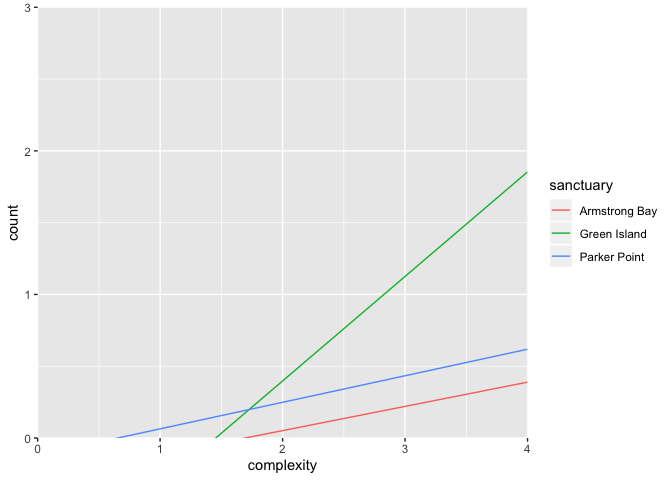 3
2
1
0
count
0 1 2 3 4
complexity
sanctuary
Armstrong Bay
Green Island
Parker Point